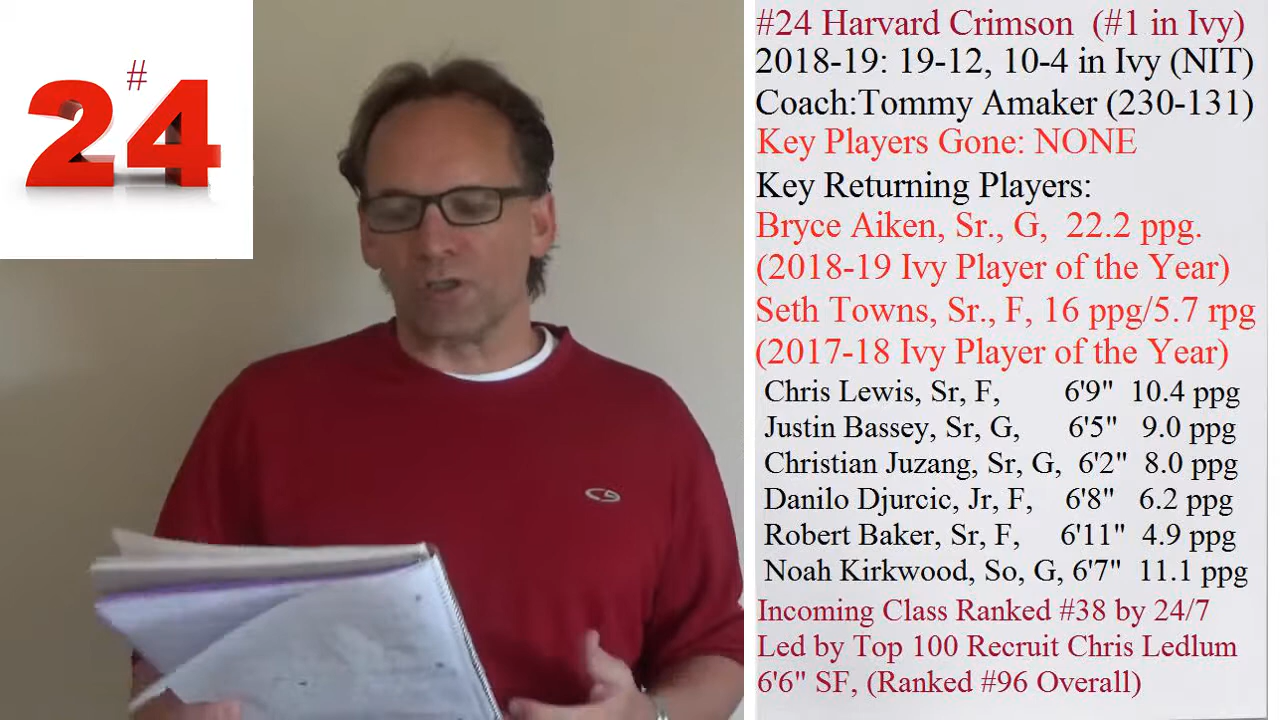 #
24
#24 Harvard Crimson (#1 in Ivy)
2018-19: 19-12, 10-4 in Ivy (NIT)
Coach:Tommy Amaker (230-131)
Key Players Gone: NONE
Key Returning Players:
Bryce Aiken, Sr., G, 22.2 ppg.
(2018-19 Ivy Player of the Year)
Seth Towns, Sr., F, 16 ppg/5.7 rpg
(2017-18 Ivy Player of the Year)
Chris Lewis, Sr, F, 6'9" 10.4 ppg
Justin Bassey, Sr, G, 6'5" 9.0 ppg
Christian Juzang, Sr, G, 6'2" 8.0 ppg
Danilo Djurcic, Jr, F, 6'8" 6.2 ppg
Robert Baker, Sr, F, 6'11" 4.9 ppg
Noah Kirkwood, So, G, 6'7" 11.1 ppg
Incoming Class Ranked #38 by 24/7
Led by Top 100 Recruit Chris Ledlum
6'6" SF, (Ranked #96 Overall)